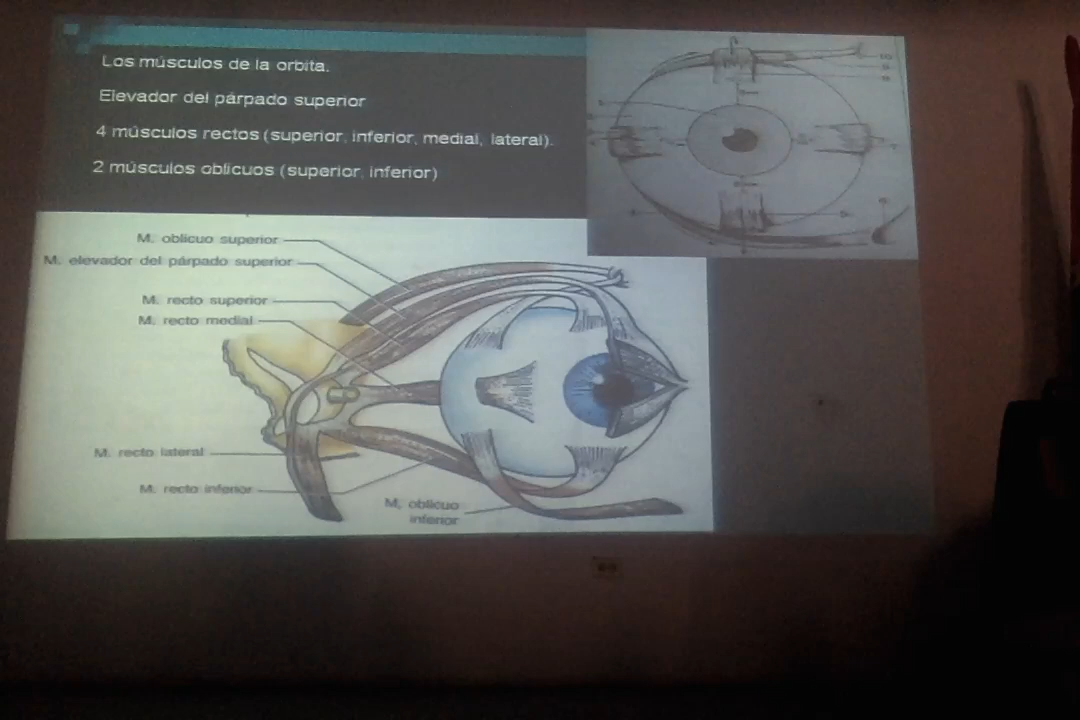 Los músculos de la orbita.
Elevador del párpado superior
4 músculos rectos (superior, inferior, medial, lateral).
2 músculos oblicuos (superior, inferior)
M. oblicuo superior
M. elevador del párpado superior
M. recto superior
M. recto medial
M. recto lateral
M. recto inferior
M. oblicuo
inferior